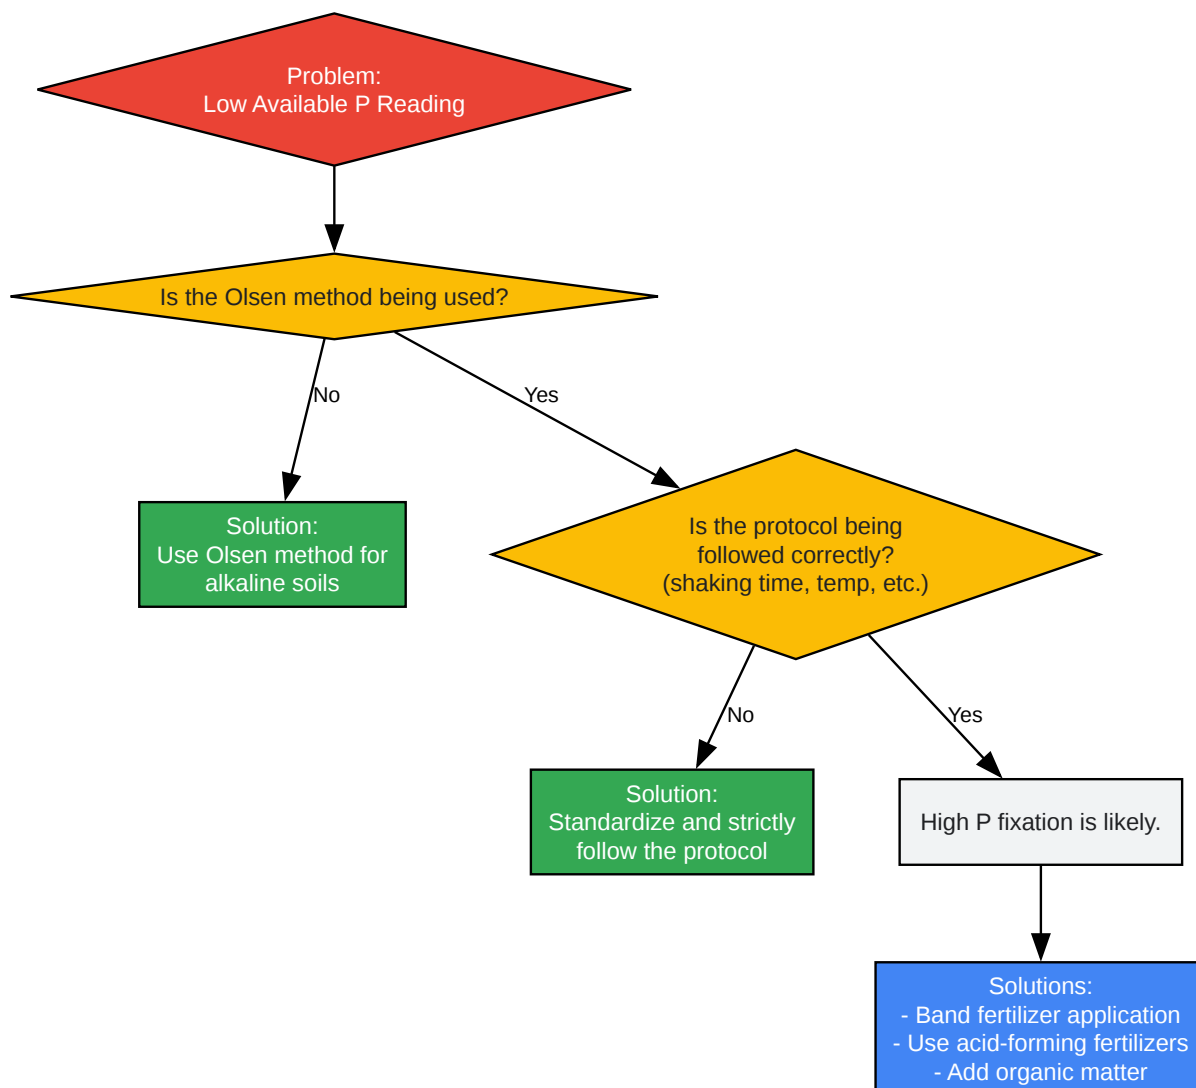 Problem:
Low Available P Reading
Is the Olsen method being used?
No
Yes
Solution:
Use Olsen method for
alkaline soils
Is the protocol being
followed correctly?
(shaking time, temp, etc.)
No
Yes
Solution:
Standardize and strictly
follow the protocol
High P fixation is likely.
Solutions:
- Band fertilizer application
- Use acid-forming fertilizers
- Add organic matter